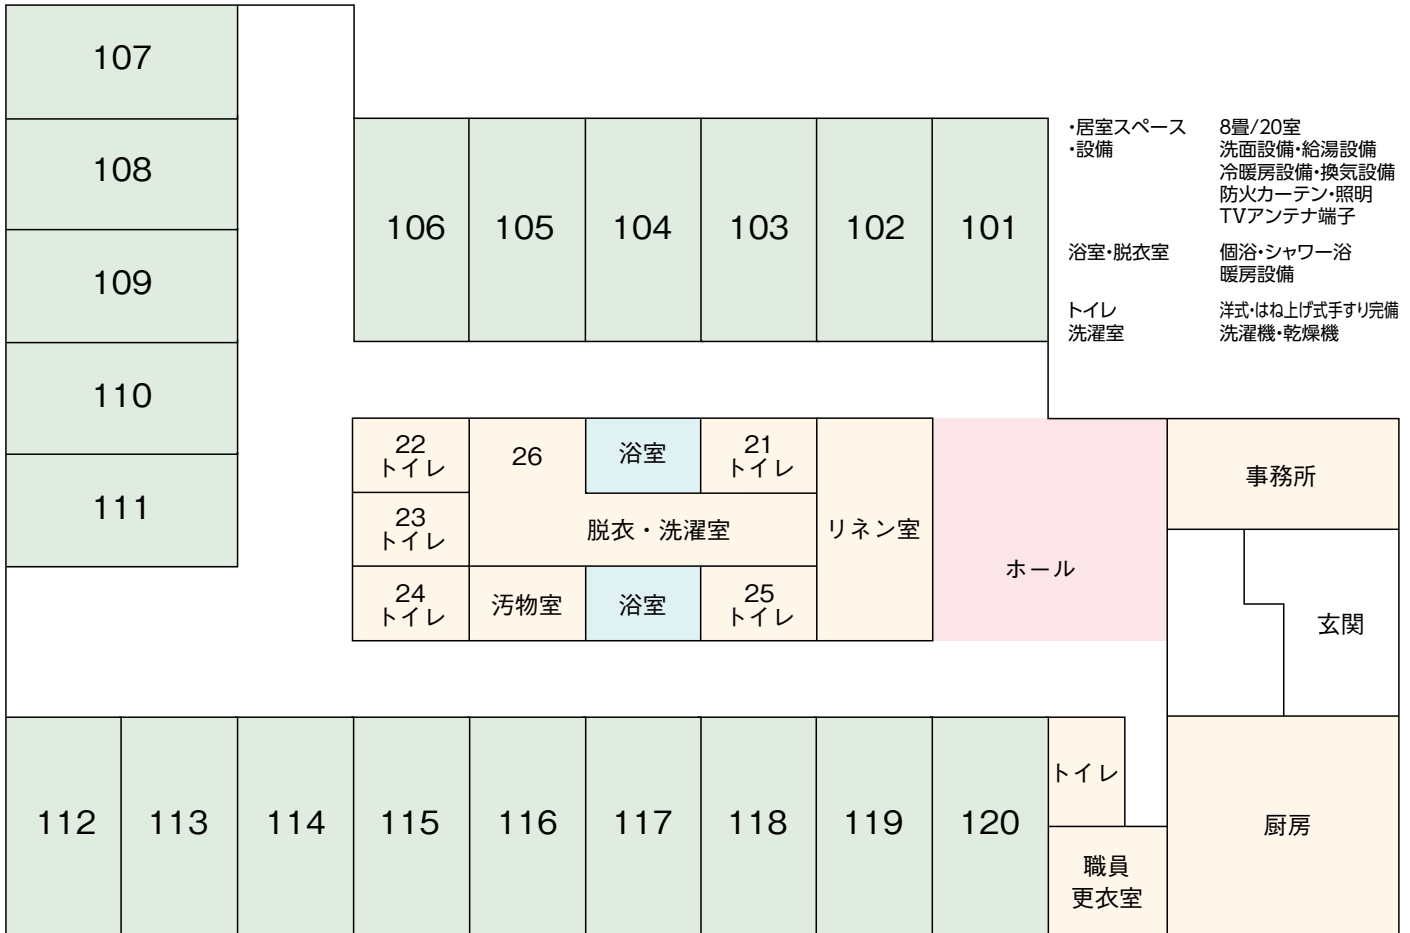 107
108
109
110
111
106
105
104
103
102
101
・居室スペース 8畳/20室
・設備 洗面設備・給湯設備
冷暖房設備・換気設備
防火カーテン・照明
TVアンテナ端子
浴室・脱衣室 個浴・シャワー浴
暖房設備
トイレ 洋式・はね上げ式手すり完備
洗濯室 洗濯機・乾燥機
22
トイレ
26
浴室
21
トイレ
23
トイレ
脱衣・洗濯室
リネン室
24
トイレ
汚物室
浴室
25
トイレ
ホール
事務所
玄関
112
113
114
115
116
117
118
119
120
トイレ
職員
更衣室
厨房